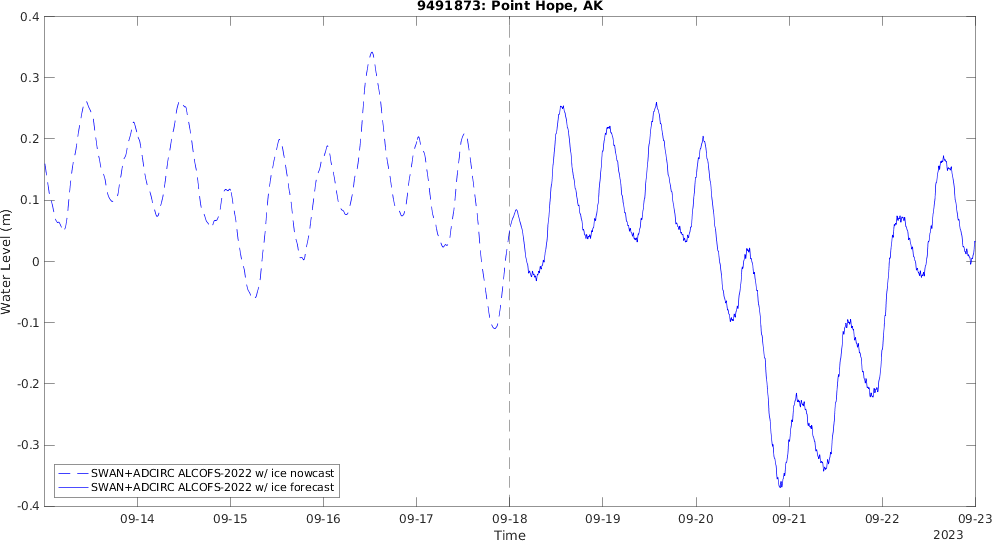 9491873: Point Hope, AK
0.4
0.3
0.2
0.1
0
-0.1
-0.2
-0.3
-0.4
Water Level (m)
SWAN+ADCIRC ALCOFS-2022 w/ ice nowcast
SWAN+ADCIRC ALCOFS-2022 w/ ice forecast
09-14 09-15 09-16 09-17 09-18 09-19 09-20 09-21 09-22 09-23
Time
2023